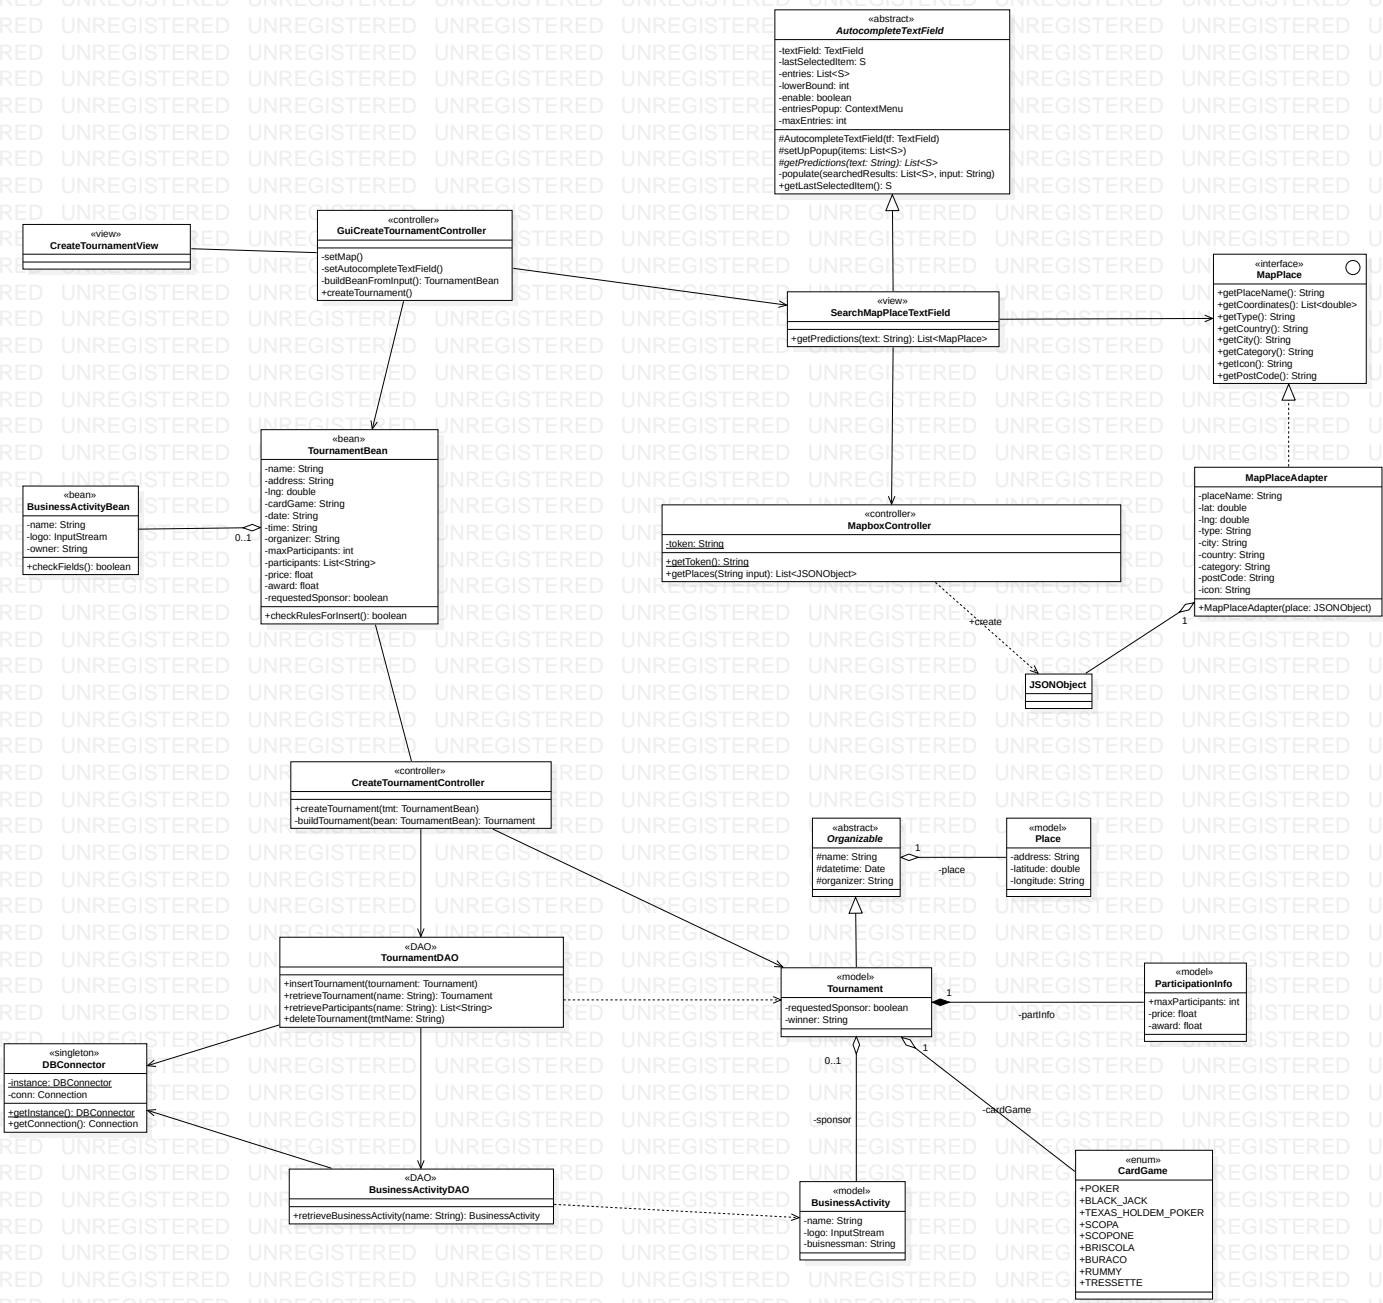 «abstract»
AutocompleteTextField
-textField: TextField
-lastSelectedItem: S
-entries: List<S>
-lowerBound: int
-enable: boolean
-entriesPopup: ContextMenu
-maxEntries: int
#AutocompleteTextField(tf: TextField)
#setUpPopup(items: List<S>)
#getPredictions(text: String): List<S>
-populate(searchedResults: List<S>, input: String)
+getLastSelectedItem(): S
«view»
CreateTournamentView
«controller»
GuiCreateTournamentController
-setMap()
-setAutocompleteTextField()
-buildBeanFromInput(): TournamentBean
+createTournament()
«view»
SearchMapPlaceTextField
+getPredictions(text: String): List<MapPlace>
«interface»
MapPlace
+getPlaceName(): String
+getCoordinates(): List<double>
+getType(): String
+getCountry(): String
+getCity(): String
+getCategory(): String
+getIcon(): String
+getPostCode(): String
«bean»
BusinessActivityBean
-name: String
-logo: InputStream
-owner: String
+checkFields(): boolean
0..1
«bean»
TournamentBean
-name: String
-address: String
-lng: double
-cardGame: String
-date: String
-time: String
-organizer: String
-maxParticipants: int
-participants: List<String>
-price: float
-award: float
-requestedSponsor: boolean
+checkRulesForInsert(): boolean
«controller»
MapboxController
-token: String
+getToken(): String
+getPlaces(String input): List<JSONObject>
MapPlaceAdapter
-placeName: String
-lat: double
-lng: double
-type: String
-city: String
-country: String
-category: String
-postCode: String
-icon: String
+MapPlaceAdapter(place: JSONObject)
1
+create
JSONObject
«controller»
CreateTournamentController
+createTournament(tmt: TournamentBean)
-buildTournament(bean: TournamentBean): Tournament
«abstract»
Organizable
#name: String
#datetime: Date
#organizer: String
1
-place
«model»
Place
-address: String
-latitude: double
-longitude: String
«DAO»
TournamentDAO
+insertTournament(tournament: Tournament)
+retrieveTournament(name: String): Tournament
+retrieveParticipants(name: String): List<String>
+deleteTournament(tmtName: String)
«model»
Tournament
-requestedSponsor: boolean
-winner: String
1
-partInfo
«model»
ParticipationInfo
+maxParticipants: int
-price: float
-award: float
«singleton»
DBConnector
-instance: DBConnector
-conn: Connection
+getInstance(): DBConnector
+getConnection(): Connection
0..1
1
-sponsor
-cardGame
«DAO»
BusinessActivityDAO
+retrieveBusinessActivity(name: String): BusinessActivity
«model»
BusinessActivity
-name: String
-logo: InputStream
-buisnessman: String
«enum»
CardGame
+POKER
+BLACK_JACK
+TEXAS_HOLDEM_POKER
+SCOPA
+SCOPONE
+BRISCOLA
+BURACO
+RUMMY
+TRESSETTE